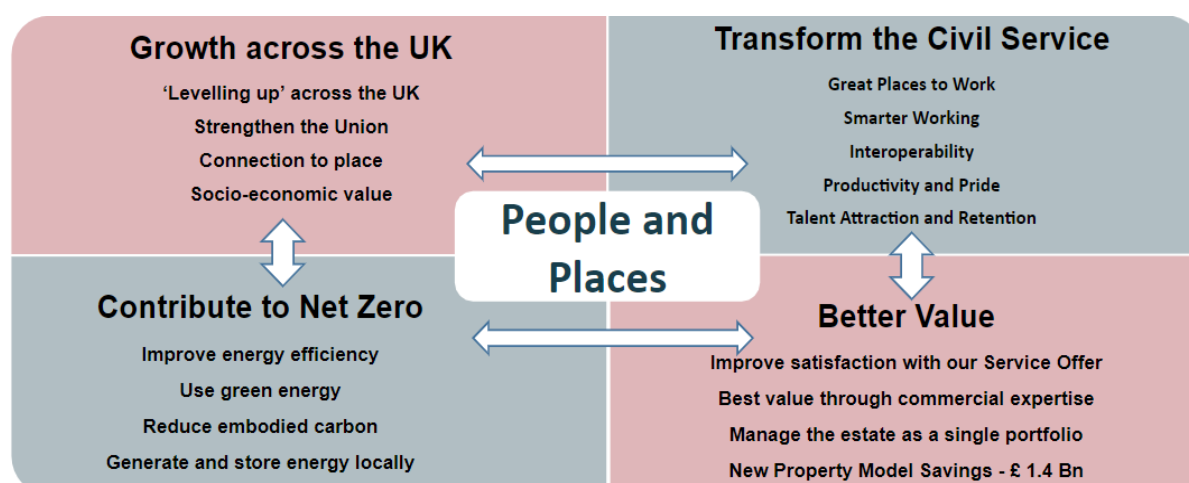 Growth across the UK
‘Levelling up’ across the UK
Strengthen the Union
Connection to place
Socio-economic value
Transform the Civil Service
Great Places to Work
Smarter Working
Interoperability
Productivity and Pride
Talent Attraction and Retention
People and
Places
Contribute to Net Zero
Improve energy efficiency
Use green energy
Reduce embodied carbon
Generate and store energy locally
Better Value
Improve satisfaction with our Service Offer
Best value through commercial expertise
Manage the estate as a single portfolio
New Property Model Savings - £ 1.4 Bn